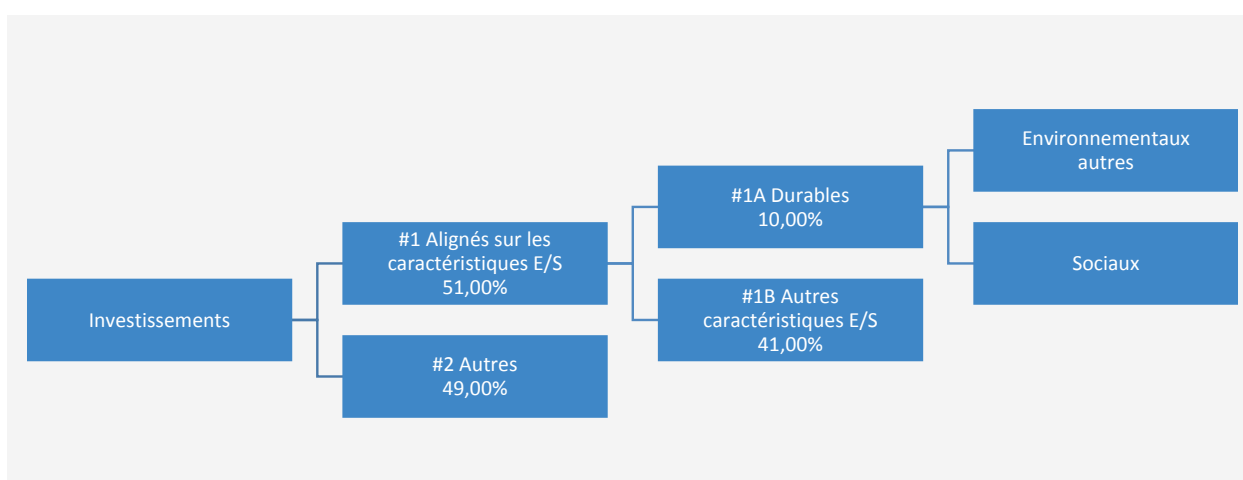 Investissements
#1 Alignés sur les
caractéristiques E/S
51,00%
#2 Autres
49,00%
#1A Durables
10,00%
#1B Autres
caractéristiques E/S
41,00%
Environnementaux
autres
Sociaux